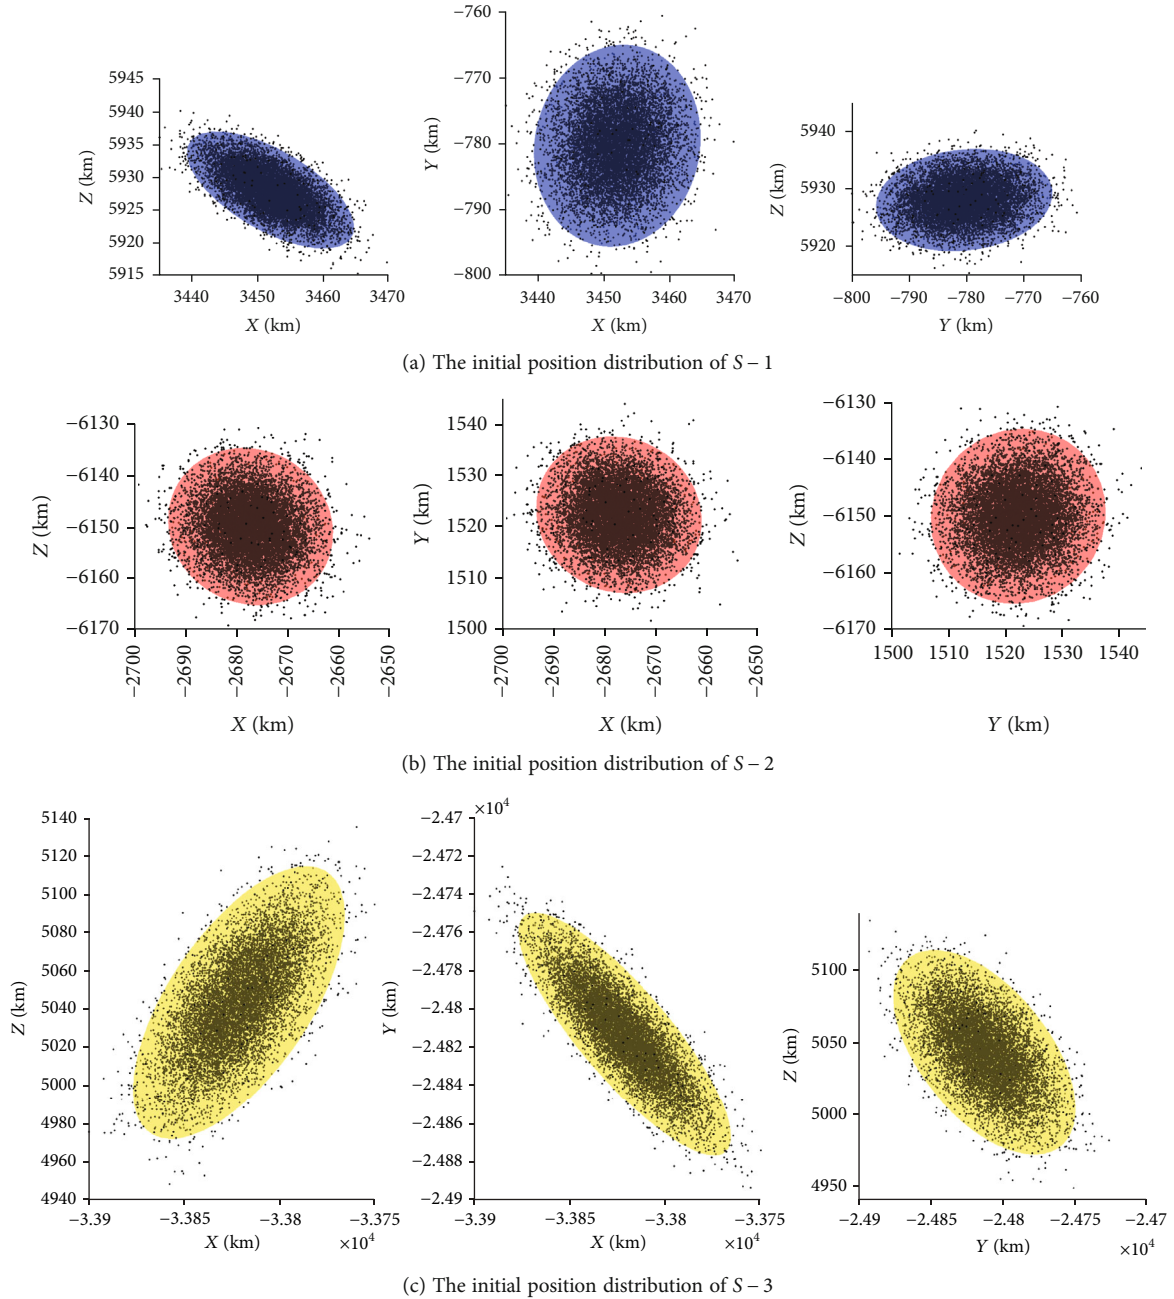 5945
5940
5935
5930
5925
5920
5915
Z (km)
3440 3450 3460 3470
X (km)
−760
−770
−780
−790
−800
Y (km)
3440 3450 3460 3470
X (km)
5940
5930
5920
Z (km)
−800 −790 −780 −770 −760
Y (km)
(a) The initial position distribution of S − 1
−6130
−6140
−6150
−6160
−6170
Z (km)
−2700 −2690 −2680 −2670 −2660 −2650
X (km)
1540
1530
1520
1510
1500
Y (km)
−2700 −2690 −2680 −2670 −2660 −2650
X (km)
−6130
−6140
−6150
−6160
−6170
Z (km)
1500 1510 1520 1530 1540
Y (km)
(b) The initial position distribution of S − 2
5140
5120
5100
5080
5060
5040
5020
5000
4980
4960
4940
Z (km)
−3.39 −3.385 −3.38 −3.375
X (km) ×10⁴
×10⁴
−2.47
−2.472
−2.474
−2.476
−2.478
−2.48
−2.482
−2.484
−2.486
−2.488
−2.49
Y (km)
−3.39 −3.385 −3.38 −3.375
X (km) ×10⁴
5100
5050
5000
4950
Z (km)
−2.49 −2.485 −2.48 −2.475 −2.47
Y (km) ×10⁴
(c) The initial position distribution of S − 3